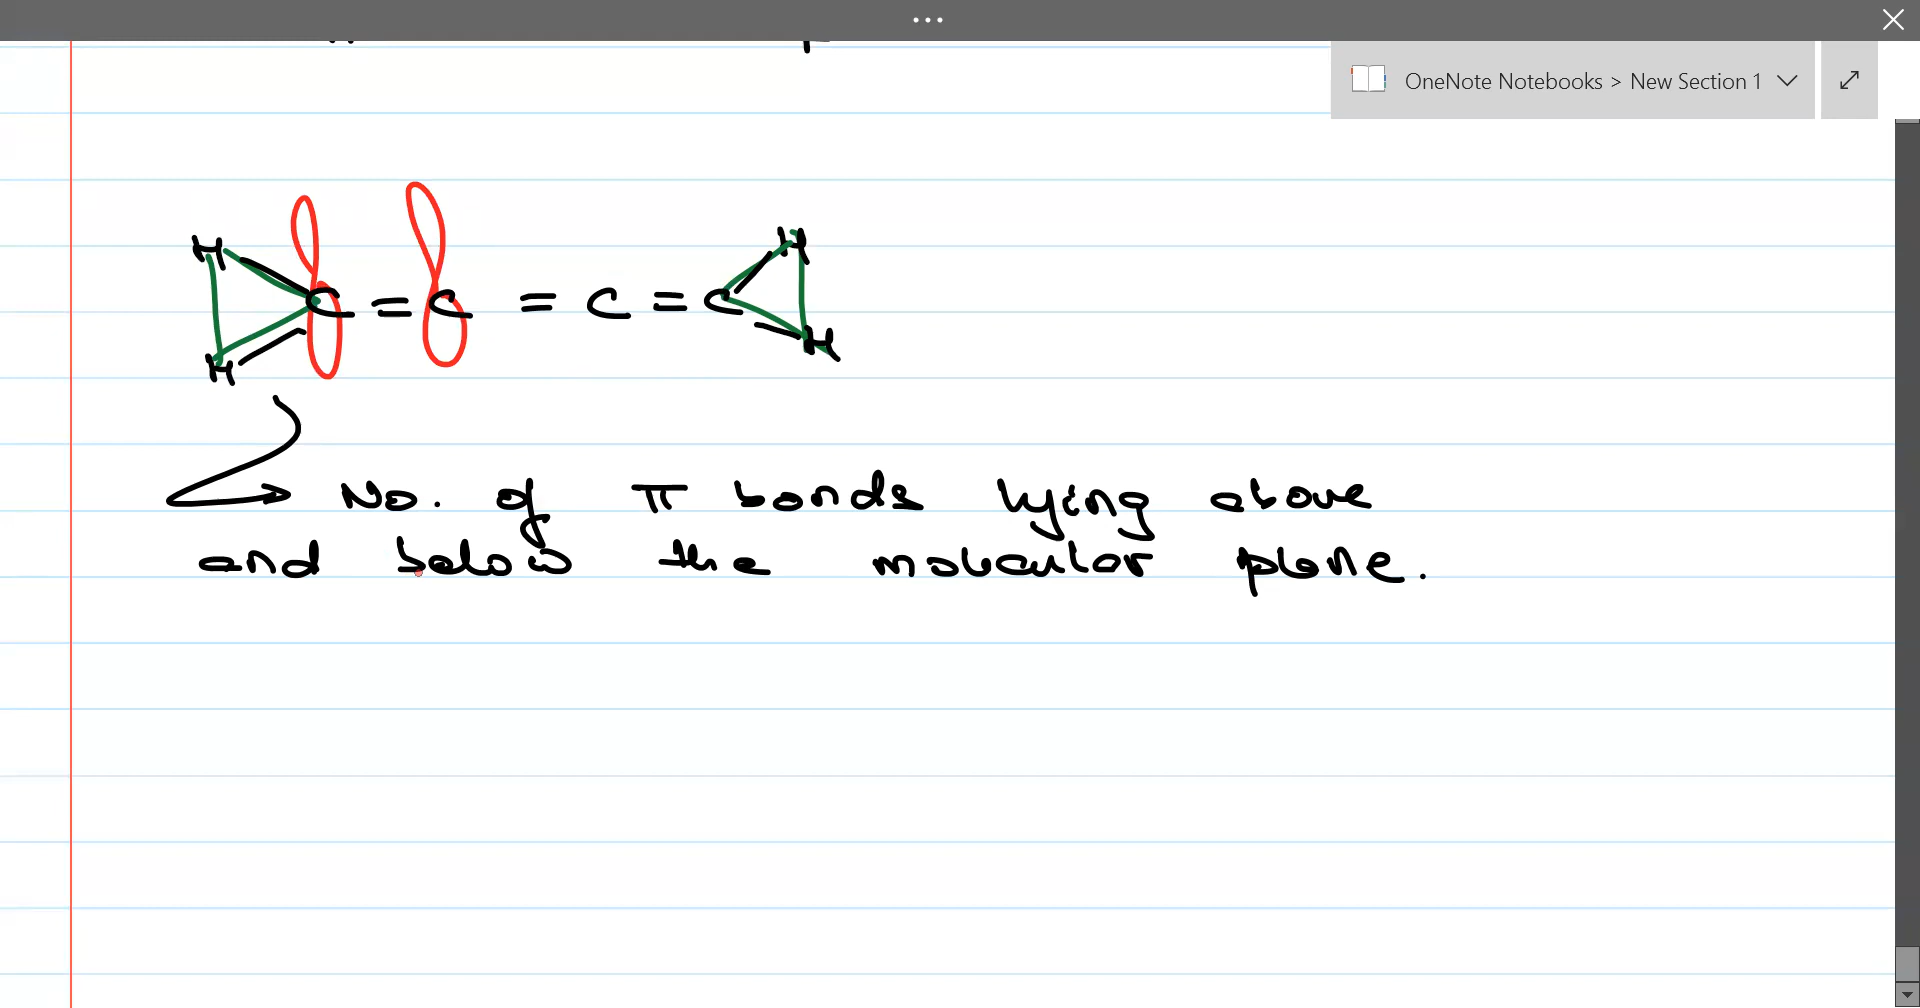 OneNote Notebooks > New Section 1
H H
C = C = C = C
H H
No. of π bonds lying above
and below the molecular plane.